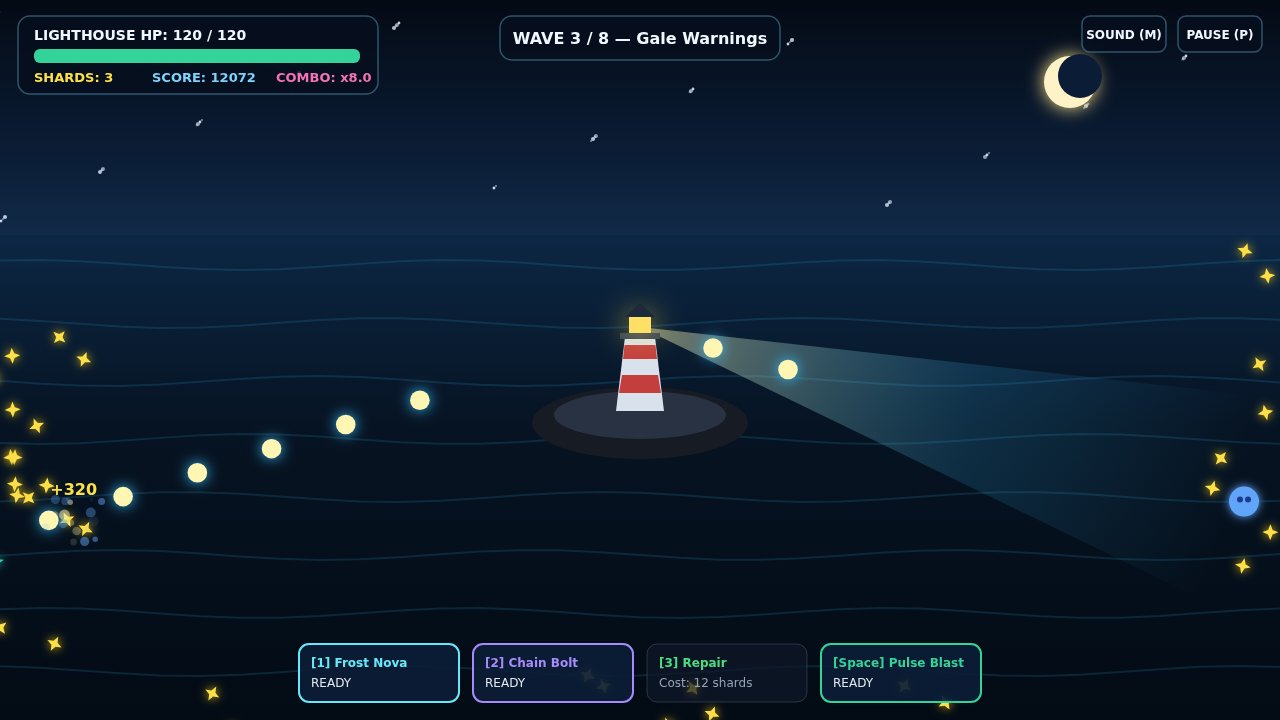 LIGHTHOUSE HP: 120 / 120
SHARDS: 3 SCORE: 12072 COMBO: x8.0
WAVE 3 / 8 — Gale Warnings
SOUND (M)
PAUSE (P)
+320
[1] Frost Nova
READY
[2] Chain Bolt
READY
[3] Repair
Cost: 12 shards
[Space] Pulse Blast
READY